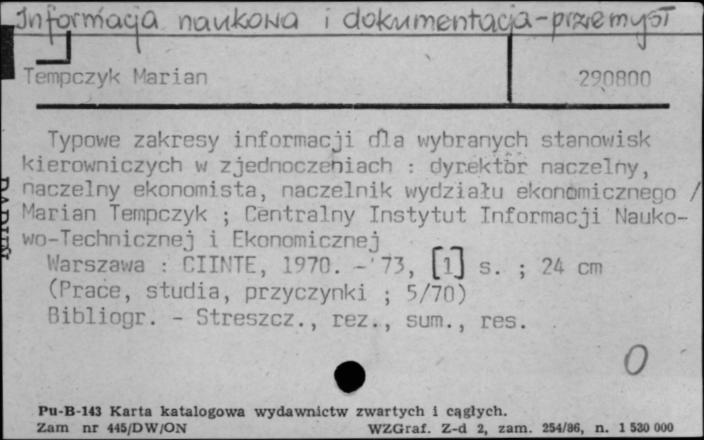 Informacja naukowa i dokumentacja-przemysł
Tempczyk Marian 290800
Typowe zakresy informacji dla wybranych stanowisk
kierowniczych w zjednoczeniach : dyrektor naczelny,
naczelny ekonomista, naczelnik wydziału ekonomicznego /
Marian Tempczyk ; Centralny Instytut Informacji Nauko-
wo-Technicznej i Ekonomicznej
Warszawa : CIINTE, 1970. - 73, [1] s. ; 24 cm
(Prace, studia, przyczynki ; 5/70)
Bibliogr. - Streszcz., rez., sum., res.
O
Pu-B-143 Karta katalogowa wydawnictw zwartych i ciągłych.
Zam nr 445/DW/ON WZGraf. Z-d 2, zam. 254/86, n. 1 530 000